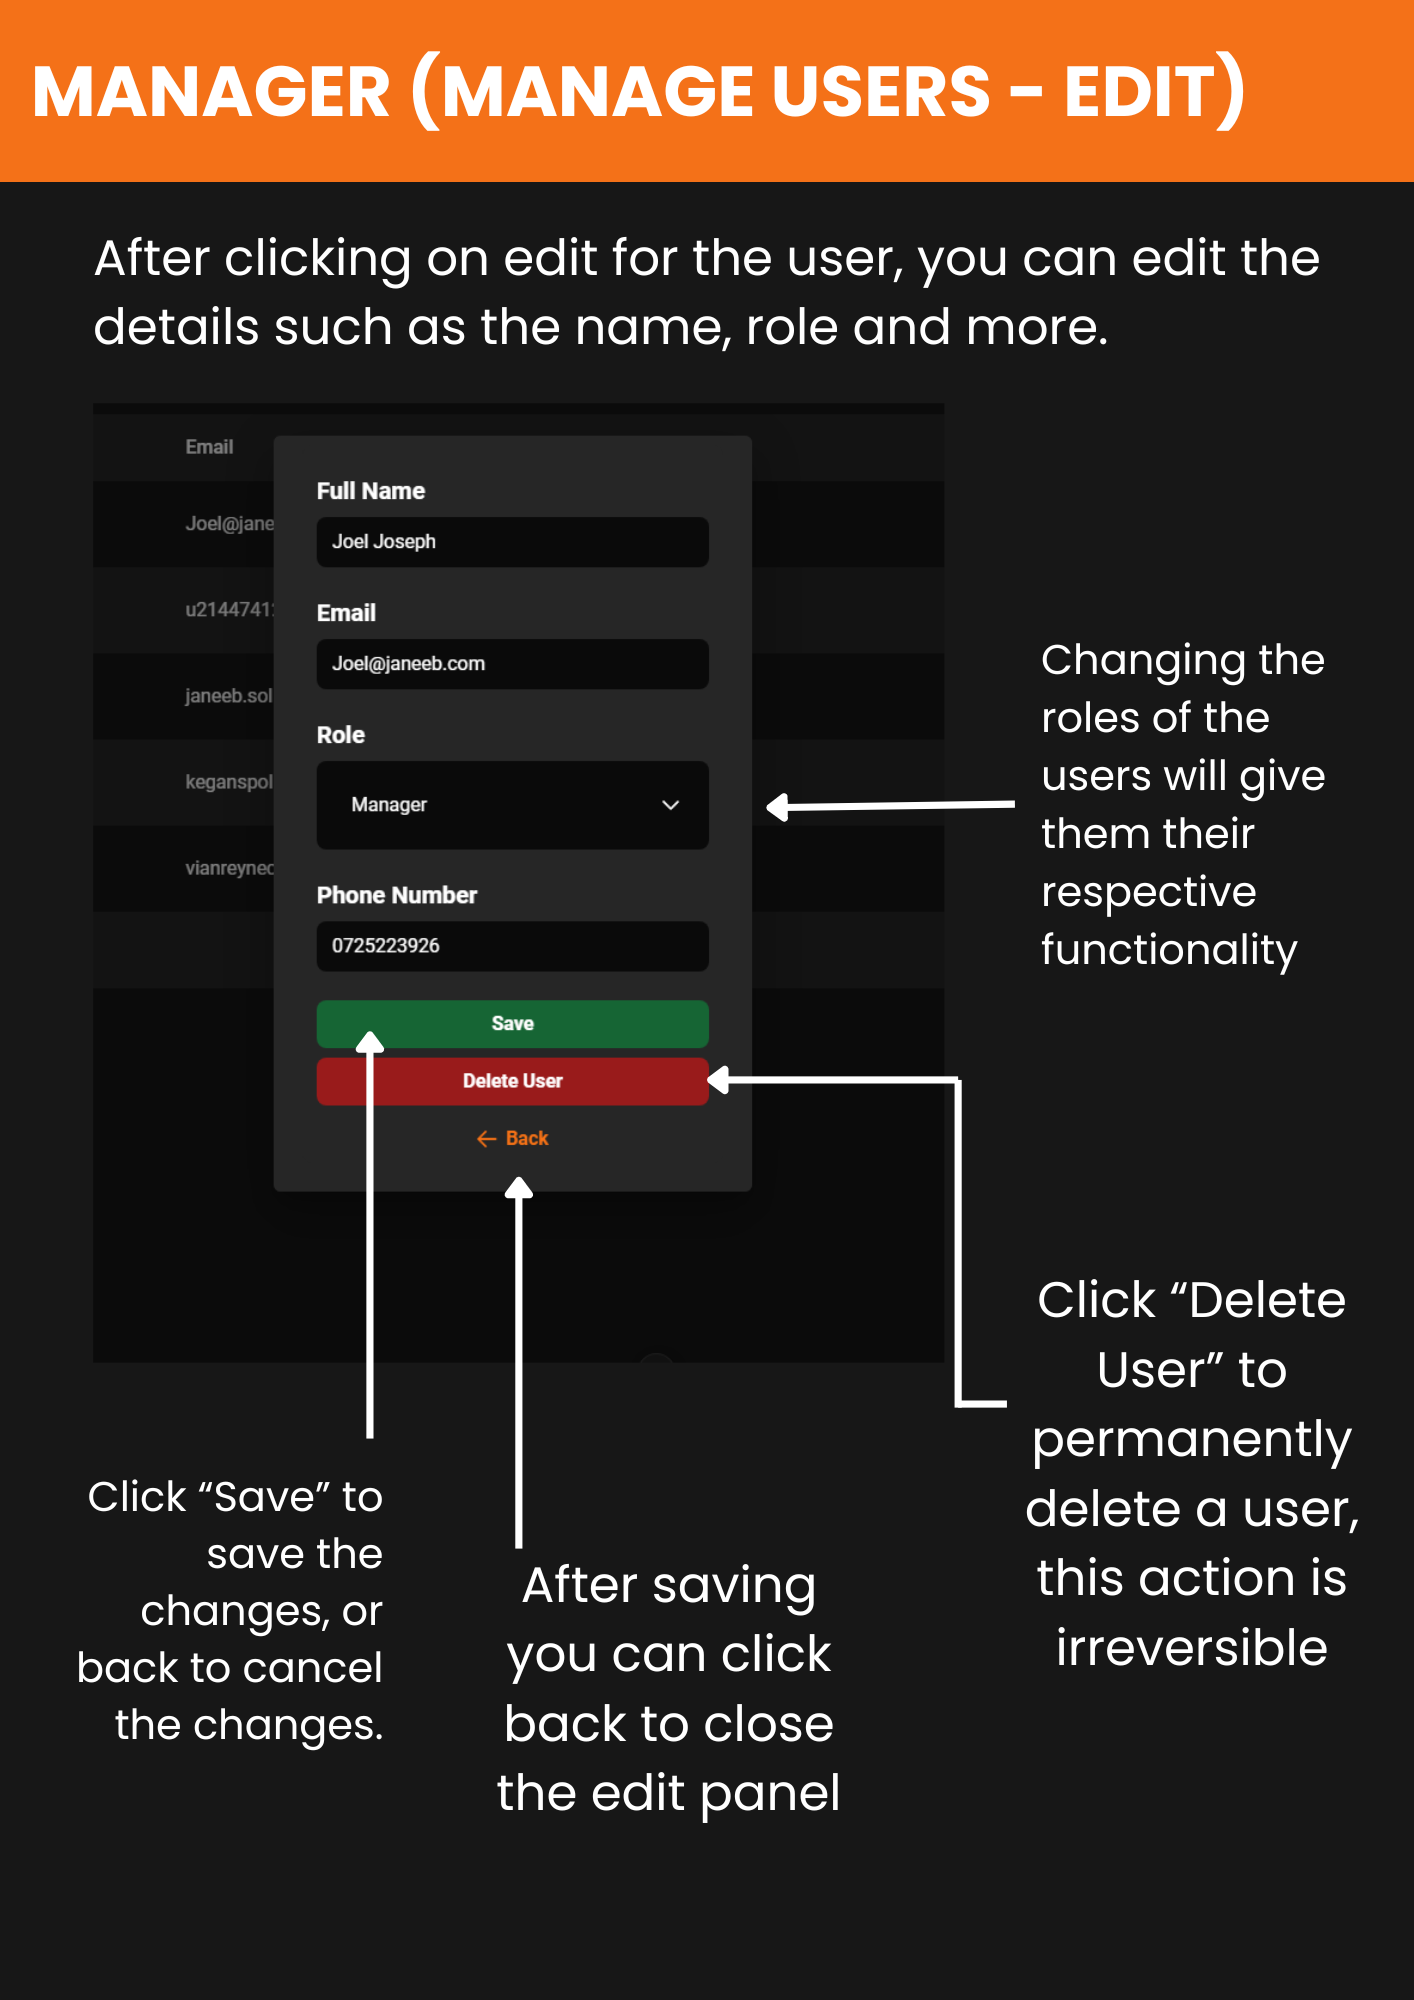 MANAGER (MANAGE USERS - EDIT)
After clicking on edit for the user, you can edit the
details such as the name, role and more.
Email
Joel@jane
u2144741
janeeb.sol
keganspol
vianreyne
Full Name
Joel Joseph
Email
Joel@janeeb.com
Role
Manager
Phone Number
0725223926
Save
Delete User
← Back
Changing the
roles of the
users will give
them their
respective
functionality
Click “Delete
User” to
permanently
delete a user,
this action is
irreversible
Click “Save” to
save the
changes, or
back to cancel
the changes.
After saving
you can click
back to close
the edit panel